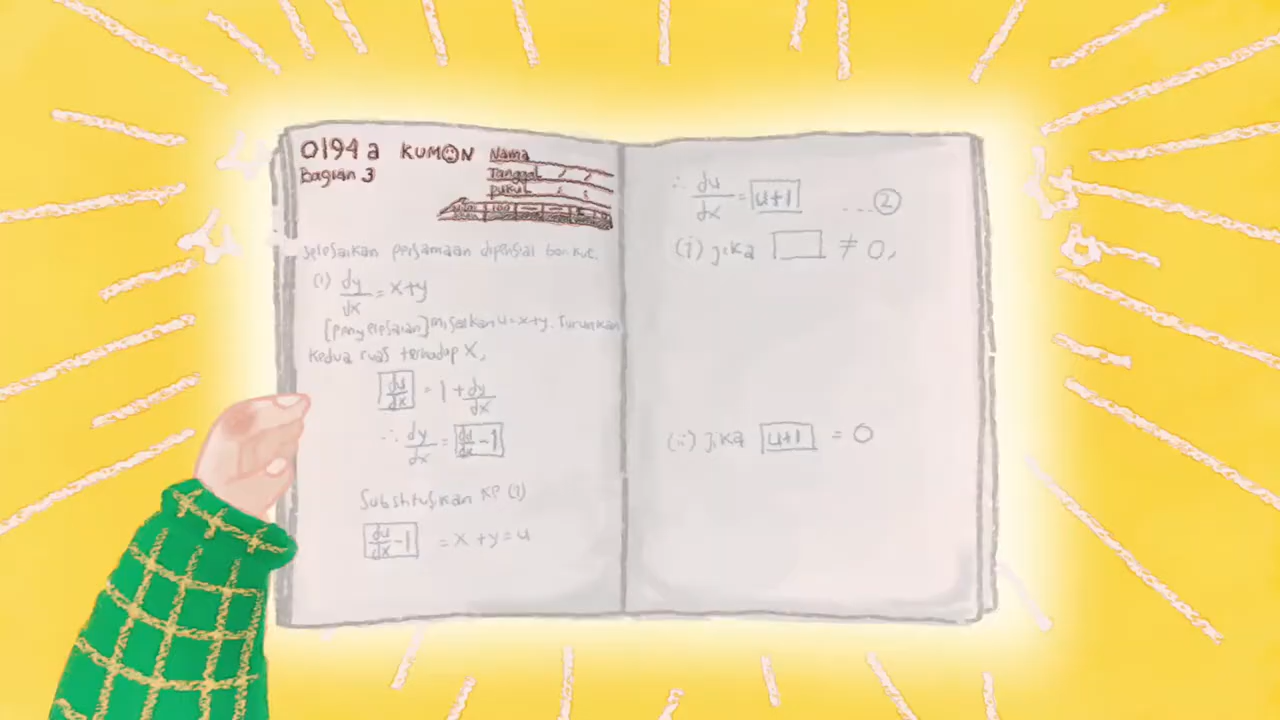 0194 a KUMON Nama
Bagian 3 Tanggal / /
pukul : :
selesaikan persamaan diperensial berikut.
(1) dy/dx = x+y
[penyelesaian] misalkan u=x+y. Turunkan
kedua ruas terhadap X,
du/dx = 1 + dy/dx
∴ dy/dx = du/dx - 1
Substitusikan ke (1)
du/dx - 1 = x + y = u
∴ du/dx = u+1 ...②
(i) jika ☐ ≠ 0,
(ii) jika u+1 = 0